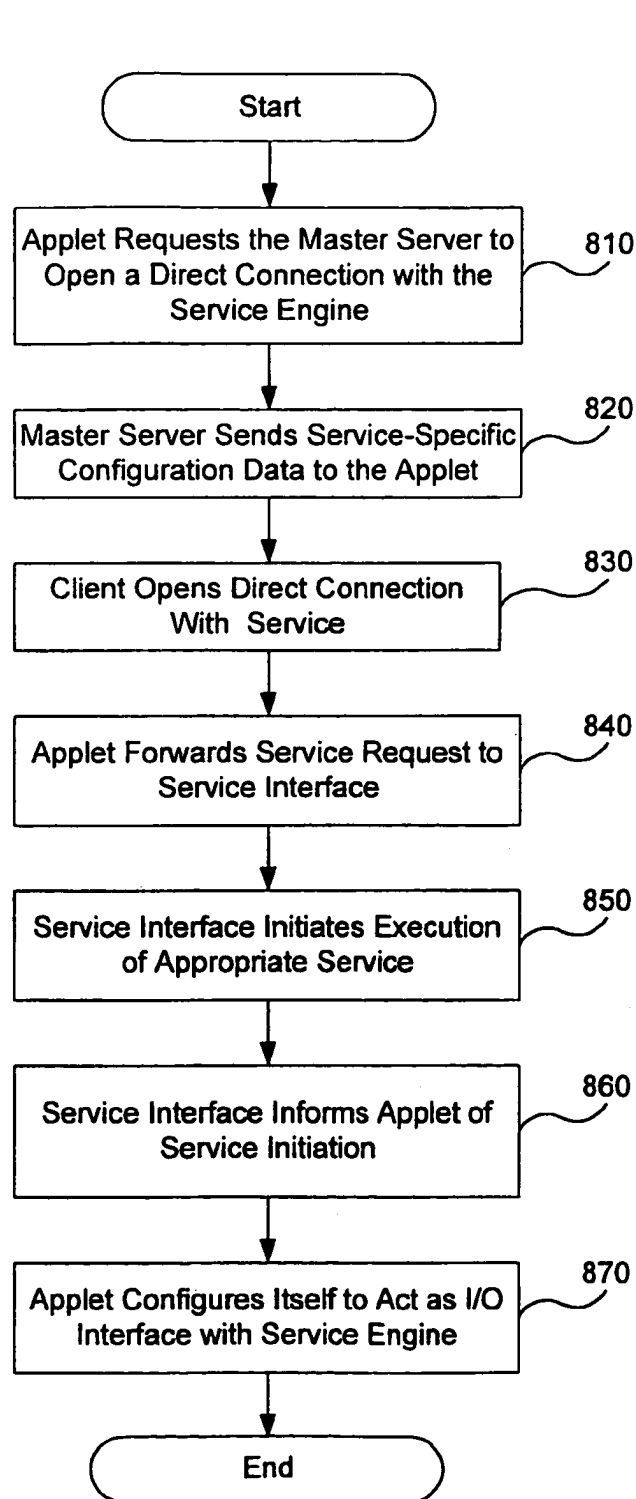 Start
Applet Requests the Master Server to
Open a Direct Connection with the
Service Engine
810
Master Server Sends Service-Specific
Configuration Data to the Applet
820
Client Opens Direct Connection
With Service
830
Applet Forwards Service Request to
Service Interface
840
Service Interface Initiates Execution
of Appropriate Service
850
Service Interface Informs Applet of
Service Initiation
860
Applet Configures Itself to Act as I/O
Interface with Service Engine
870
End